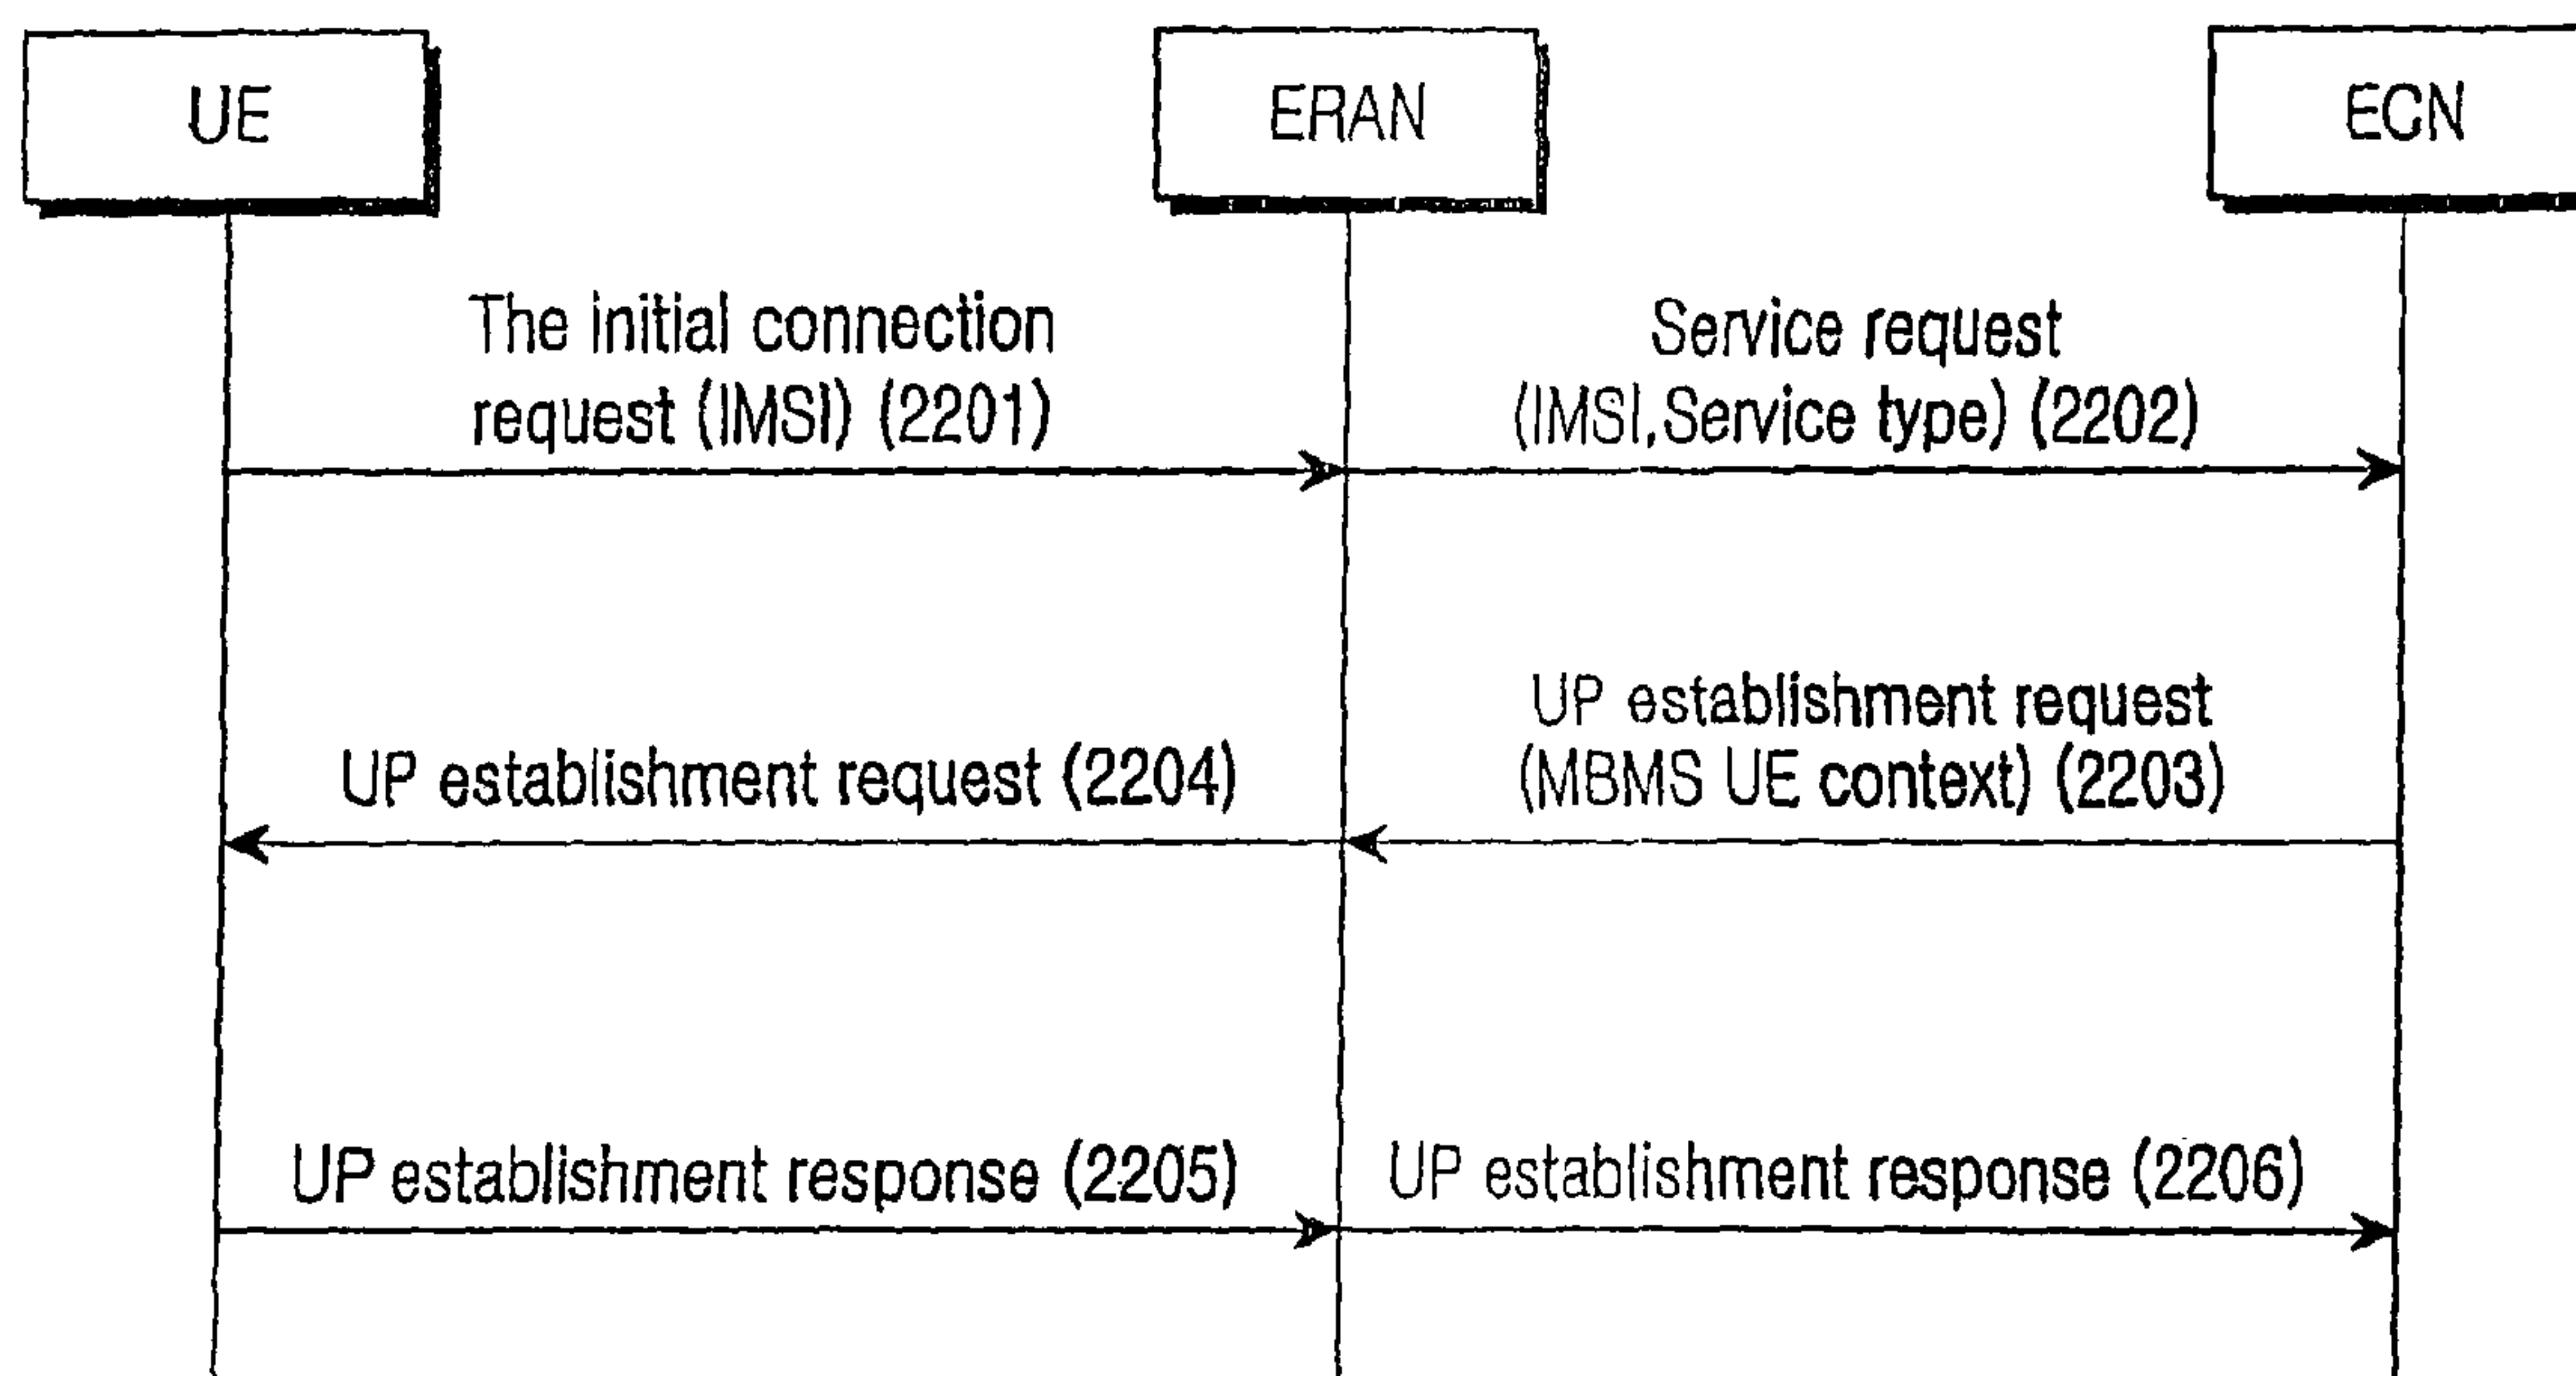 UE
ERAN
ECN
The initial connection
request (IMSI) (2201)
Service request
(IMSI,Service type) (2202)
UP establishment request
(MBMS UE context) (2203)
UP establishment request (2204)
UP establishment response (2205)
UP establishment response (2206)